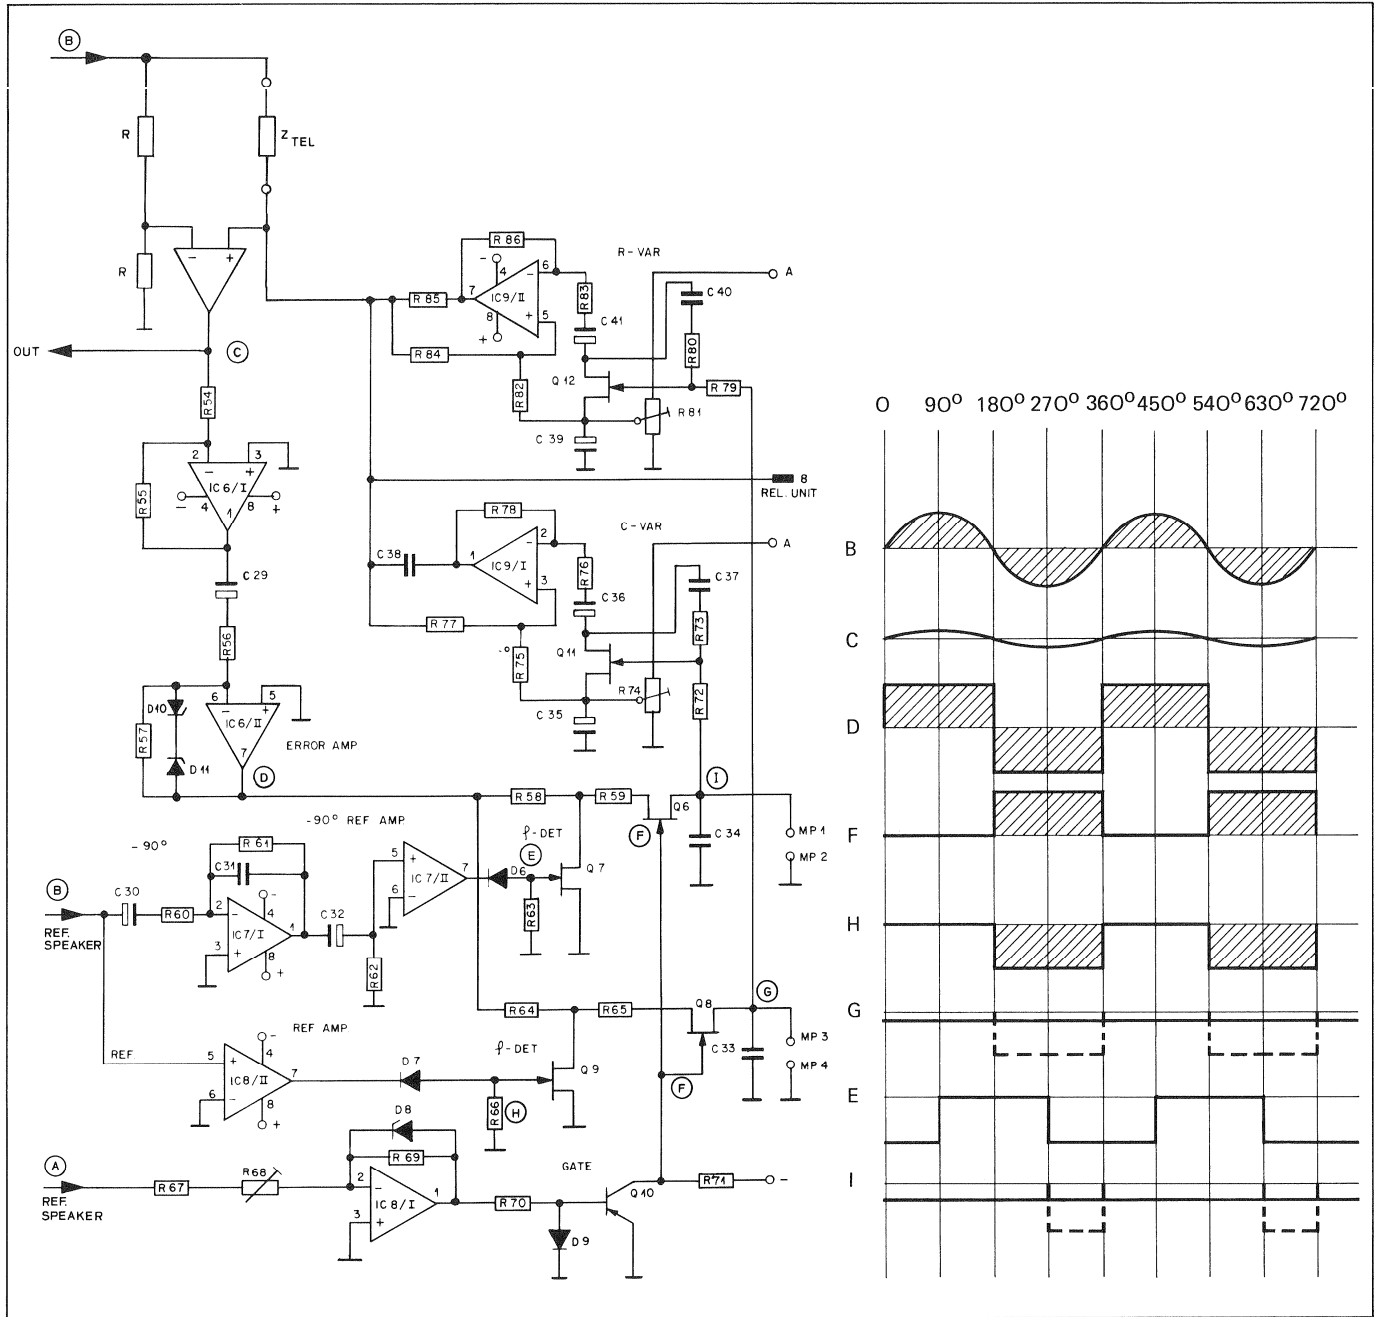 B
R
Z TEL
R
OUT
C
R54
2
3
−
+
IC6/I
R55
−
4
8
+
1
C29
R56
6
5
−
+
D10
IC6/II
R57
D11
7
ERROR AMP
D
R86
R-VAR
A
−
4
6
−
R85
7
IC9/II
R83
C40
8
+
5
+
C41
R84
R80
R82
Q12
R79
R81
C39
8
REL. UNIT
R78
C-VAR
A
C38
2
−
1
IC9/I
R76
C37
+
3
C36
R77
R73
R75
Q11
R74
R72
C35
I
R58
R59
Q6
-90° REF AMP
F
C34
MP1
MP2
-90°
R61
C31
5
+
IC7/II
7
6
−
ρ-DET
E
D6
Q7
R63
B
C30
R60
2
−
−
4
IC7/I
1
C32
3
+
8
+
REF.
SPEAKER
R62
G
R64
R65
Q8
REF AMP
C33
MP3
MP4
ρ-DET
REF
−
4
5
+
IC8/II
7
6
−
8
+
D7
Q9
F
R66
H
D8
A
R68
R69
GATE
R67
2
−
R71
−
REF.
SPEAKER
IC8/I
1
R70
Q10
3
+
D9
0 90° 180° 270° 360° 450° 540° 630° 720°
B
C
D
F
H
G
E
I